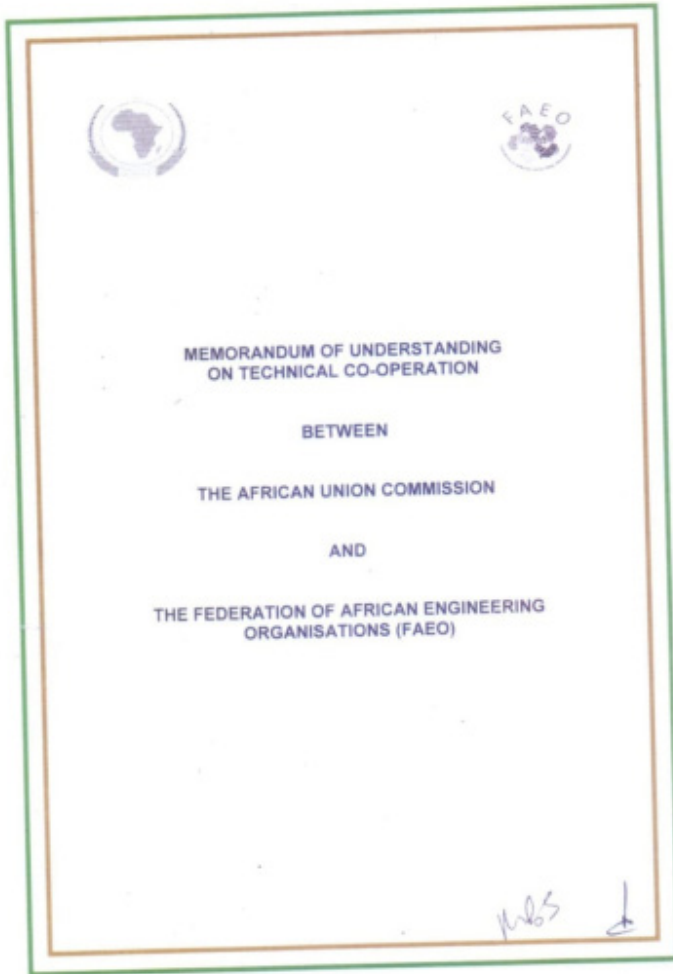 FAEO
MEMORANDUM OF UNDERSTANDING
ON TECHNICAL CO-OPERATION
BETWEEN
THE AFRICAN UNION COMMISSION
AND
THE FEDERATION OF AFRICAN ENGINEERING
ORGANISATIONS (FAEO)